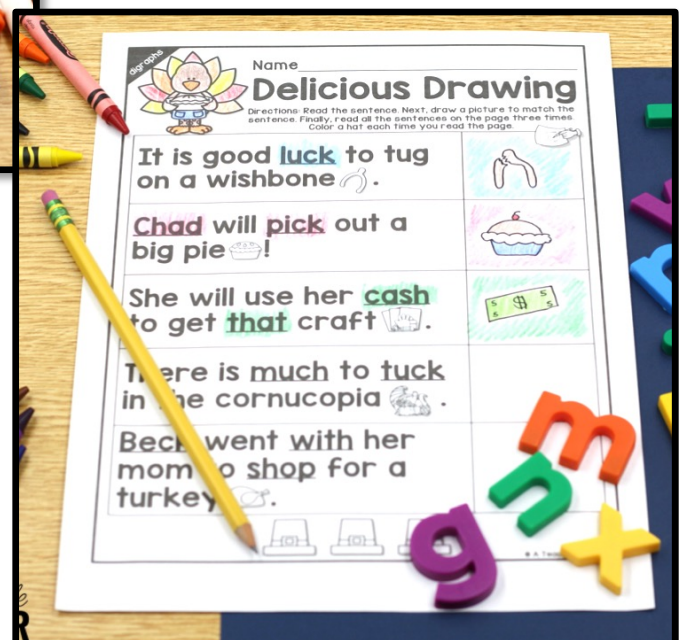 digraphs
Name
Delicious Drawing
Directions: Read the sentence. Next, draw a picture to match the
sentence. Finally, read all the sentences on the page three times.
Color a hat each time you read the page.
It is good luck to tug
on a wishbone .
Chad will pick out a
big pie !
She will use her cash
to get that craft .
$ $
$
$ $
There is much to tuck
in the cornucopia .
Beck went with her
mom to shop for a
turkey .
m
n
g
x
© A.
R